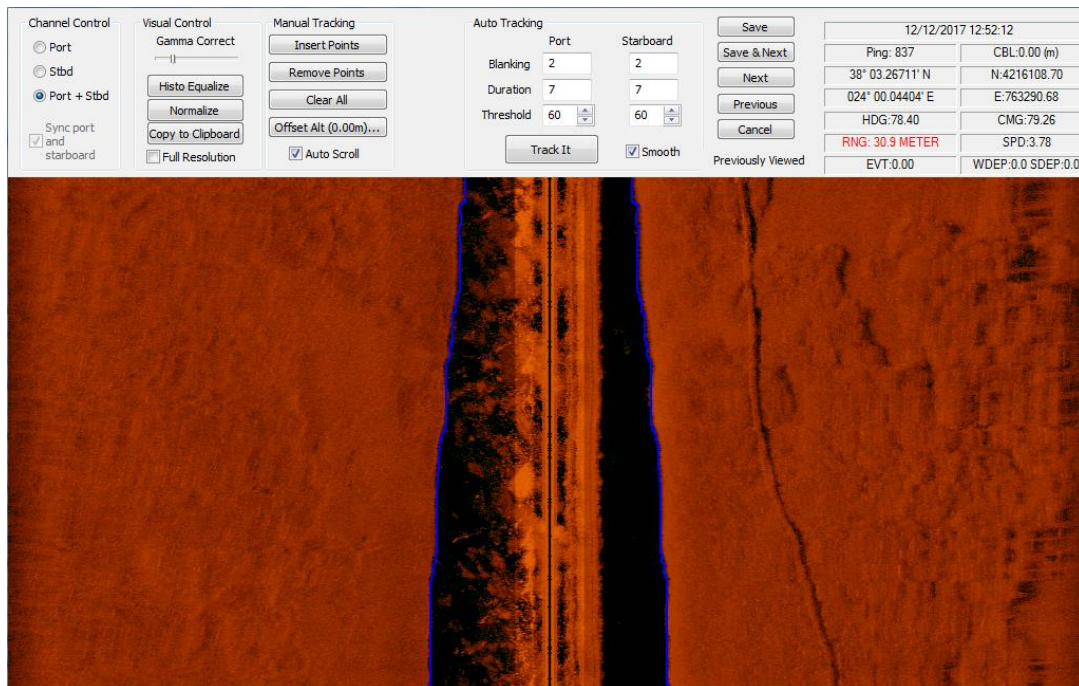 Channel Control
Port
Stbd
Port + Stbd
Sync port
and
starboard
Visual Control
Gamma Correct
Histo Equalize
Normalize
Copy to Clipboard
Full Resolution
Manual Tracking
Insert Points
Remove Points
Clear All
Offset Alt (0.00m)...
Auto Scroll
Auto Tracking
Port Starboard
Blanking 2 2
Duration 7 7
Threshold 60 60
Track It Smooth
Save
Save & Next
Next
Previous
Cancel
Previously Viewed
12/12/2017 12:52:12
Ping: 837 CBL:0.00 (m)
38° 03.26711' N N:4216108.70
024° 00.04404' E E:763290.68
HDG:78.40 CMG:79.26
RNG: 30.9 METER SPD:3.78
EVT:0.00 WDEP:0.0 SDEP:0.0